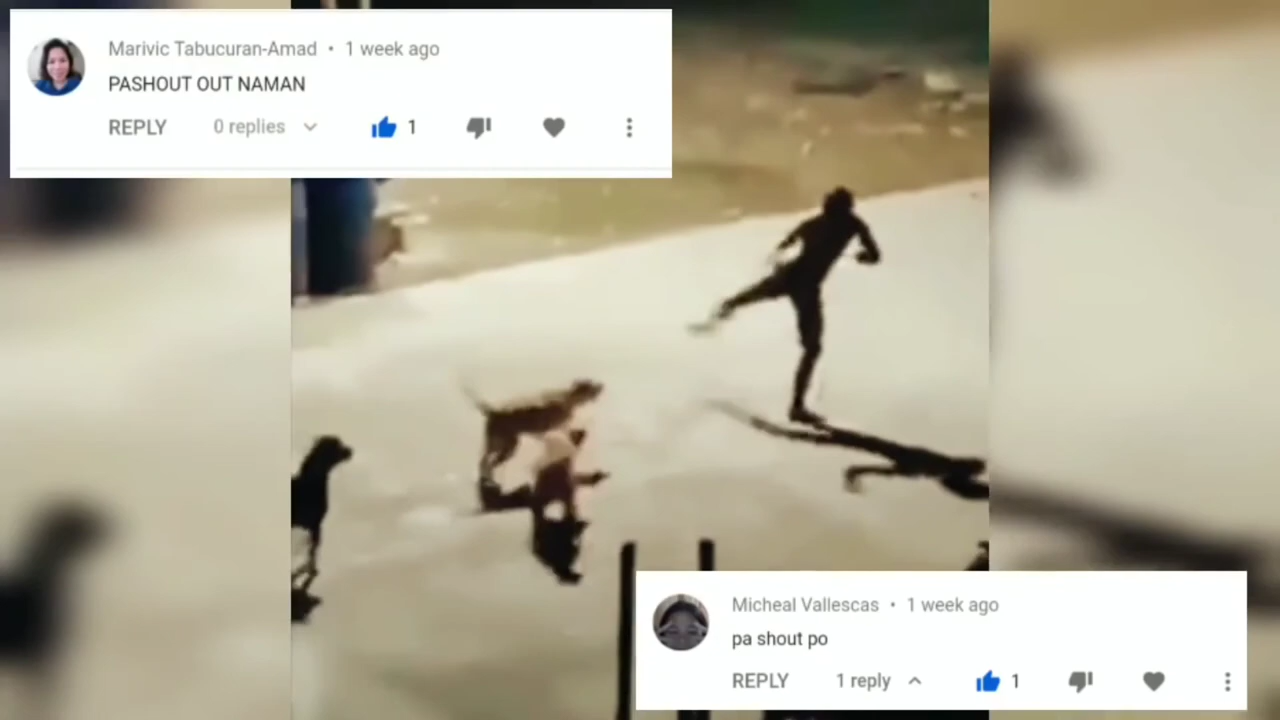 Marivic Tabucuran-Amad • 1 week ago
PASHOUT OUT NAMAN
REPLY 0 replies 1
Micheal Vallescas • 1 week ago
pa shout po
REPLY 1 reply 1